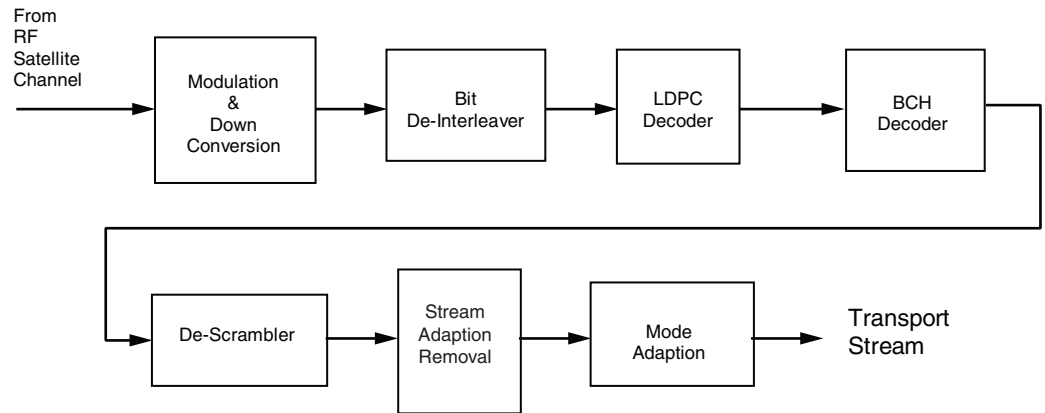 From
RF
Satellite
Channel
Modulation
&
Down
Conversion
Bit
De-Interleaver
LDPC
Decoder
BCH
Decoder
De-Scrambler
Stream
Adaption
Removal
Mode
Adaption
Transport
Stream